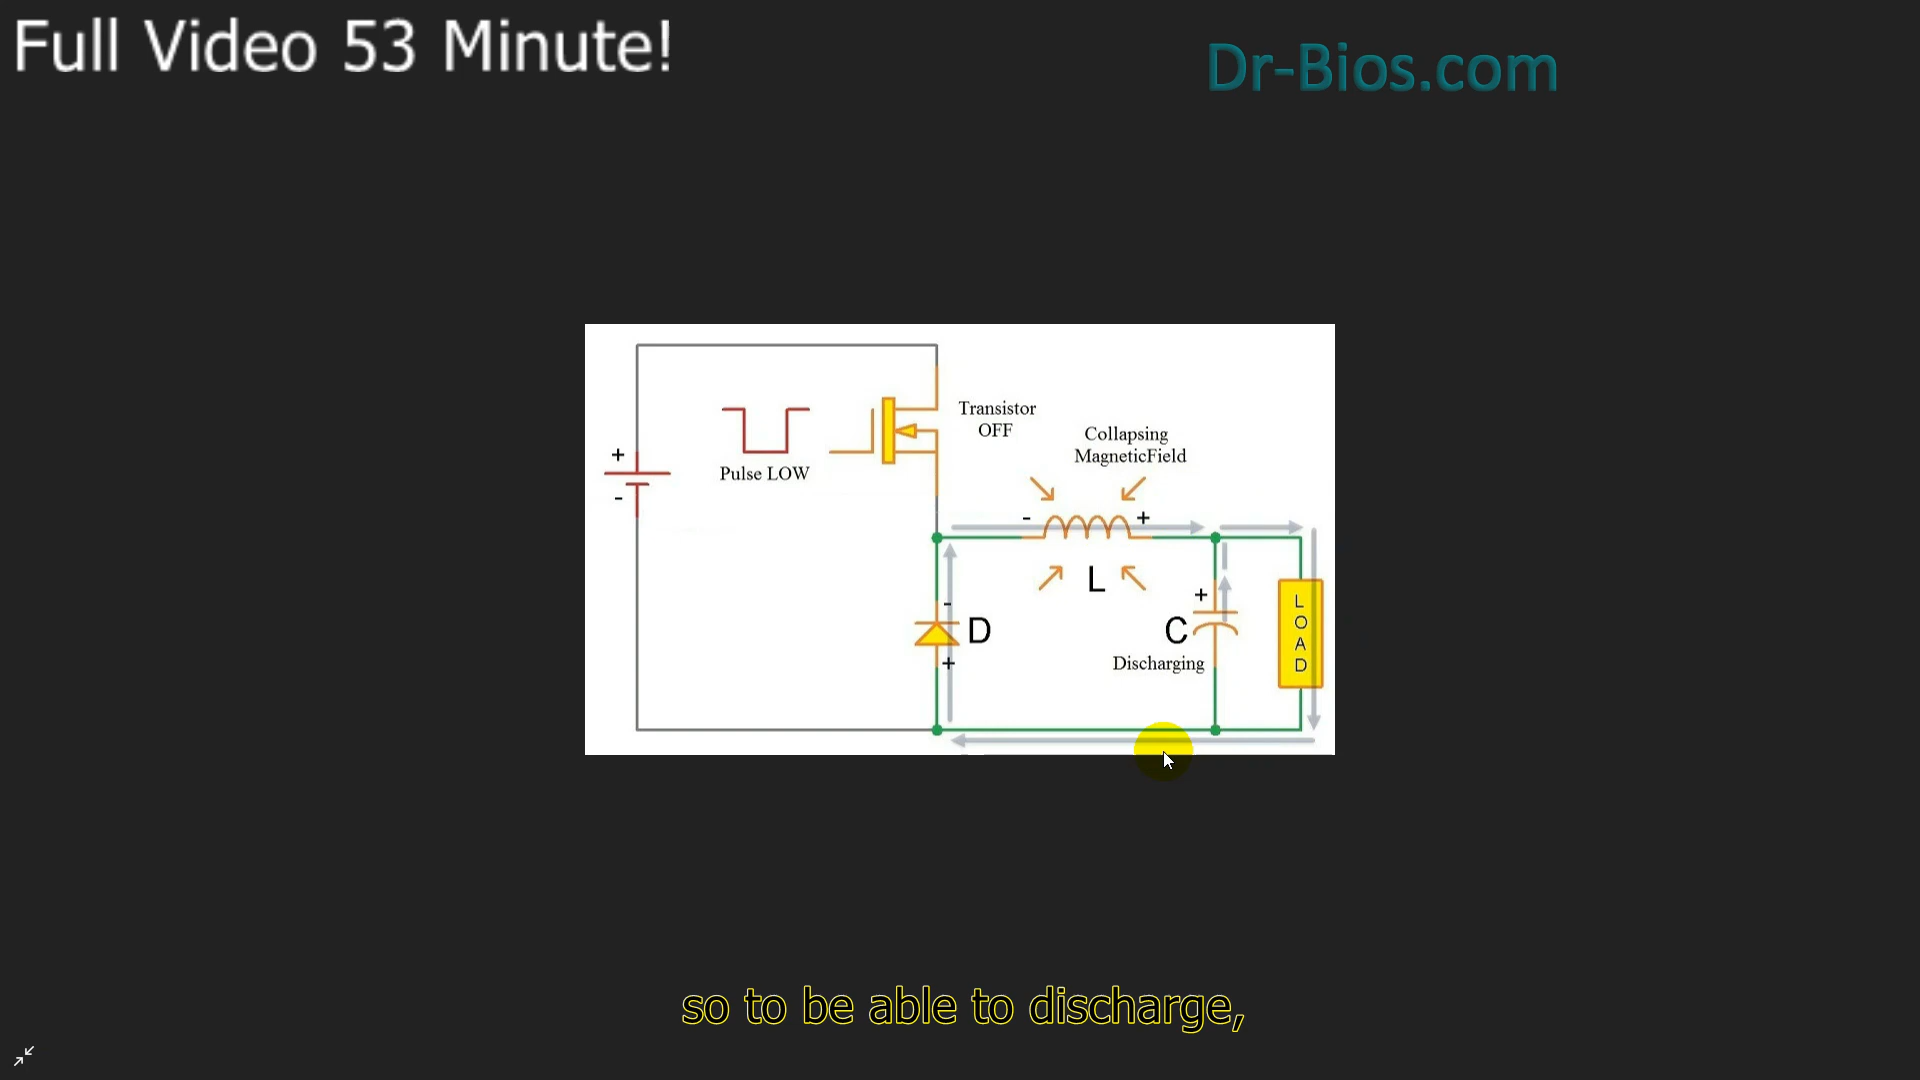 Full Video 53 Minute!
Dr-Bios.com
Transistor
OFF
Collapsing
MagneticField
+
-
Pulse LOW
-
+
L
-
D
+
+
C
Discharging
L
O
A
D
so to be able to discharge,